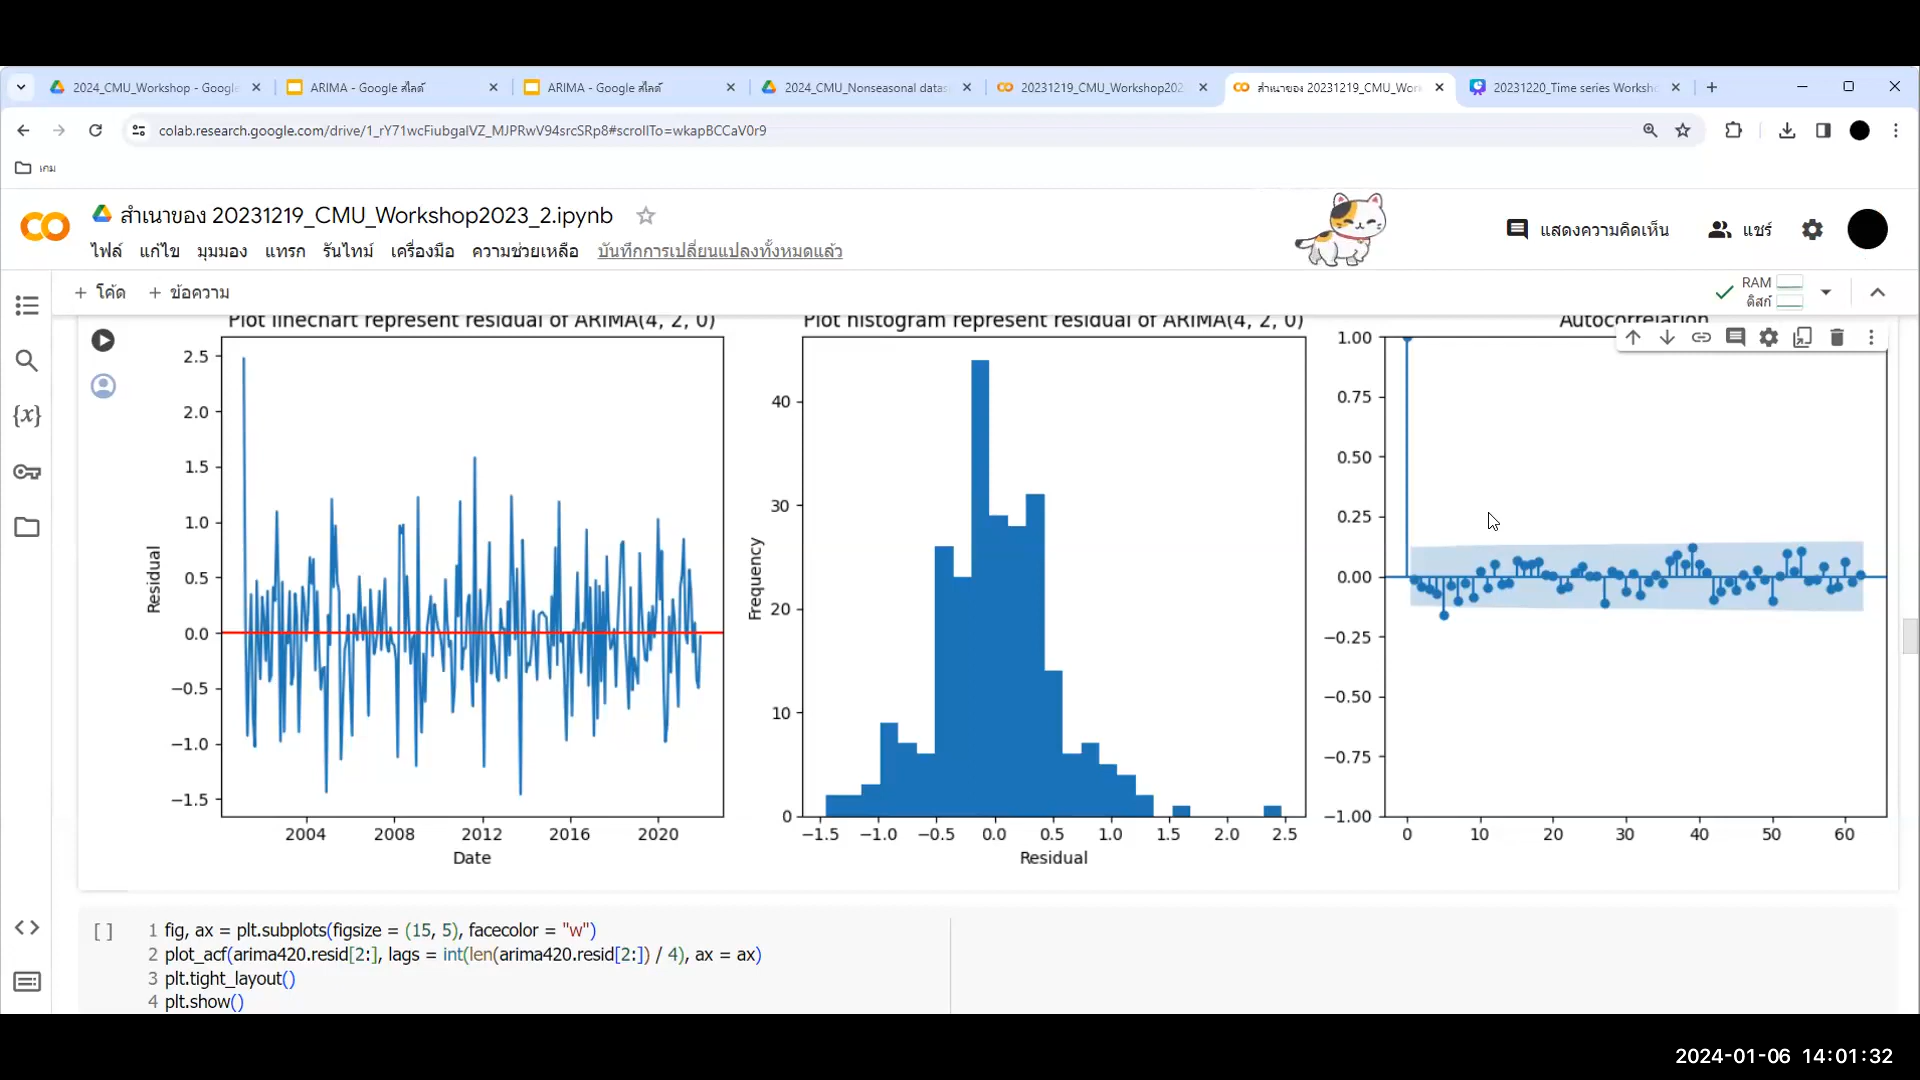 2024_CMU_Workshop - Google
ARIMA - Google สไลด์
ARIMA - Google สไลด์
2024_CMU_Nonseasonal datas
20231219_CMU_Workshop202
สำเนาของ 20231219_CMU_Wor
20231220_Time series Worksh
colab.research.google.com/drive/1_rY71wcFiubgaIVZ_MJPRwV94srcSRp8#scrollTo=wkapBCCaV0r9
เกม
สำเนาของ 20231219_CMU_Workshop2023_2.ipynb
แสดงความคิดเห็น
แชร์
ไฟล์ แก้ไข มุมมอง แทรก รันไทม์ เครื่องมือ ความช่วยเหลือ บันทึกการเปลี่ยนแปลงทั้งหมดแล้ว
+ โค้ด + ข้อความ
RAM
ดิสก์
Plot linechart represent residual of ARIMA(4, 2, 0)
2.5
2.0
1.5
1.0
0.5
0.0
−0.5
−1.0
−1.5
Residual
2004 2008 2012 2016 2020
Date
Plot histogram represent residual of ARIMA(4, 2, 0)
40
30
20
10
0
Frequency
−1.5 −1.0 −0.5 0.0 0.5 1.0 1.5 2.0 2.5
Residual
Autocorrelation
1.00
0.75
0.50
0.25
0.00
−0.25
−0.50
−0.75
−1.00
0 10 20 30 40 50 60
[ ]
1 fig, ax = plt.subplots(figsize = (15, 5), facecolor = "w")
2 plot_acf(arima420.resid[2:], lags = int(len(arima420.resid[2:]) / 4), ax = ax)
3 plt.tight_layout()
4 plt.show()
2024-01-06 14:01:32